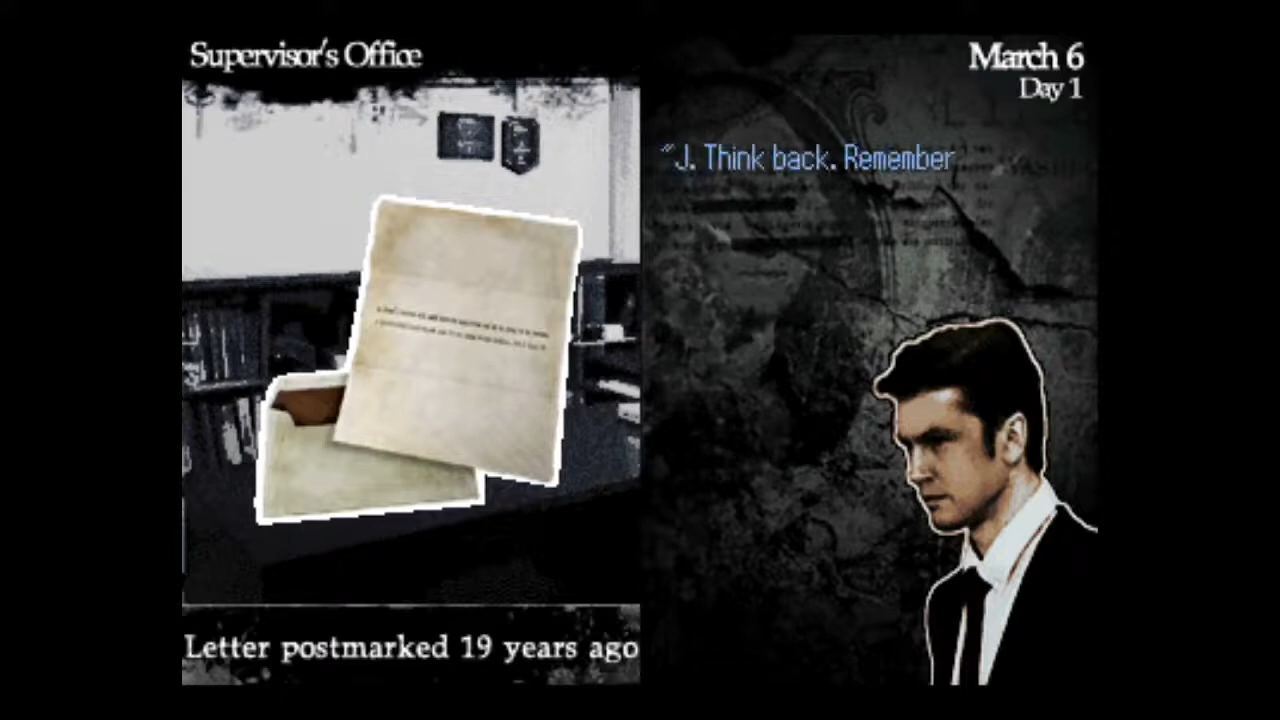 Supervisor's Office
March 6
Day 1
“J. Think back. Remember
Letter postmarked 19 years ago